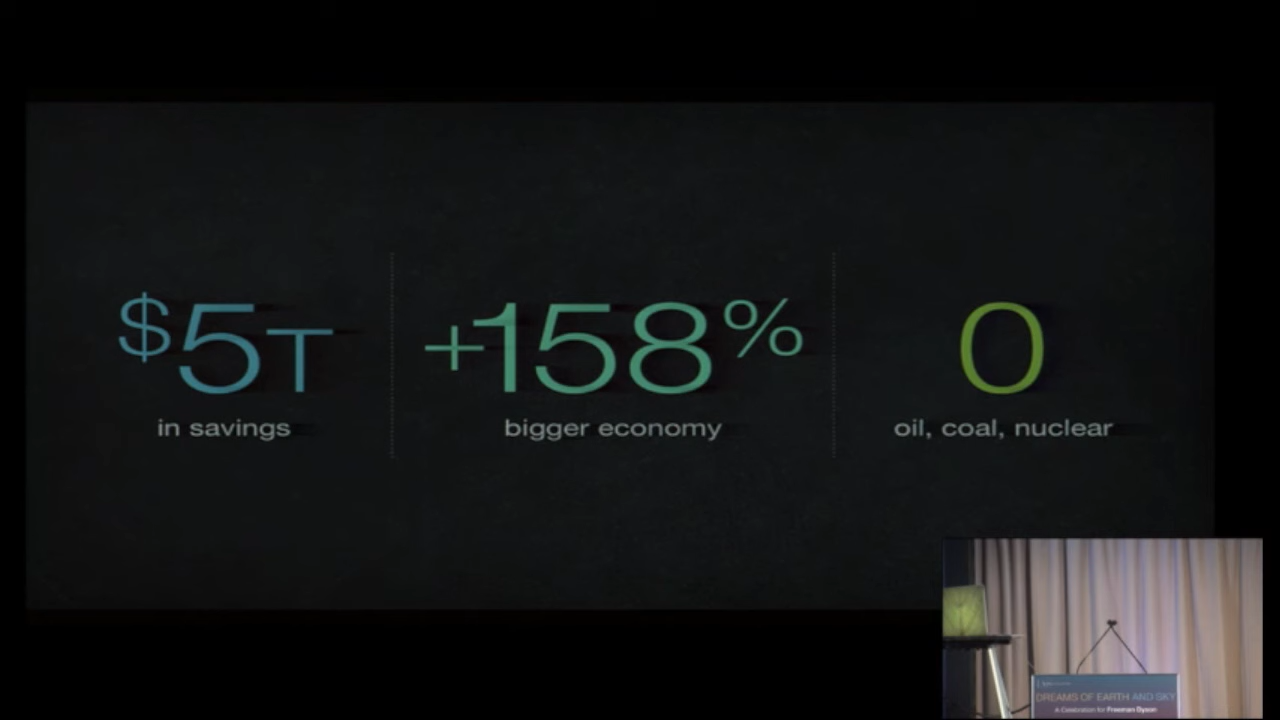 $5T
in savings
+158%
bigger economy
0
oil, coal, nuclear
DREAMS OF EARTH AND SKY
A Celebration for Freeman Dyson